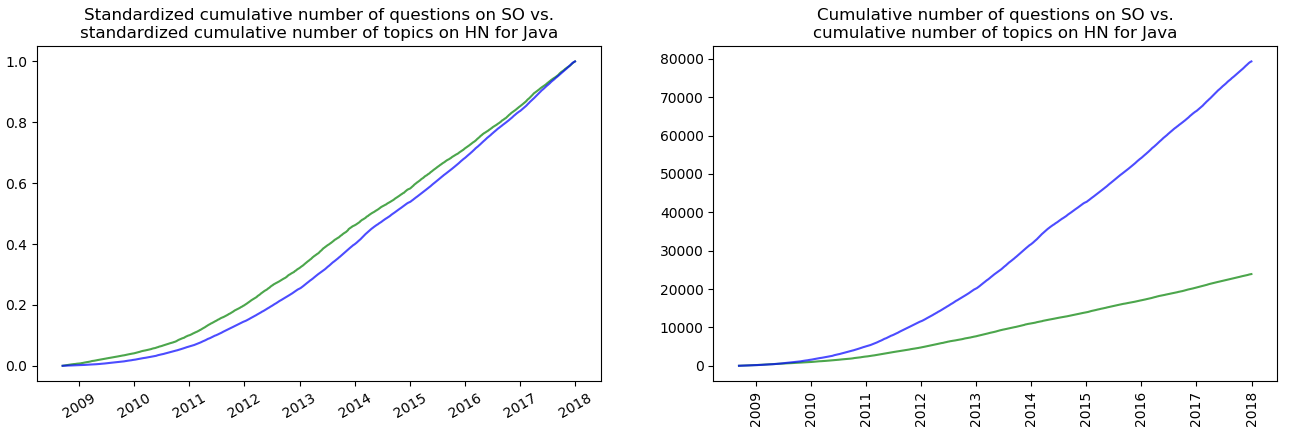 Standardized cumulative number of questions on SO vs.
standardized cumulative number of topics on HN for Java
1.0
0.8
0.6
0.4
0.2
0.0
2009 2010 2011 2012 2013 2014 2015 2016 2017 2018
Cumulative number of questions on SO vs.
cumulative number of topics on HN for Java
80000
70000
60000
50000
40000
30000
20000
10000
0
2009 2010 2011 2012 2013 2014 2015 2016 2017 2018